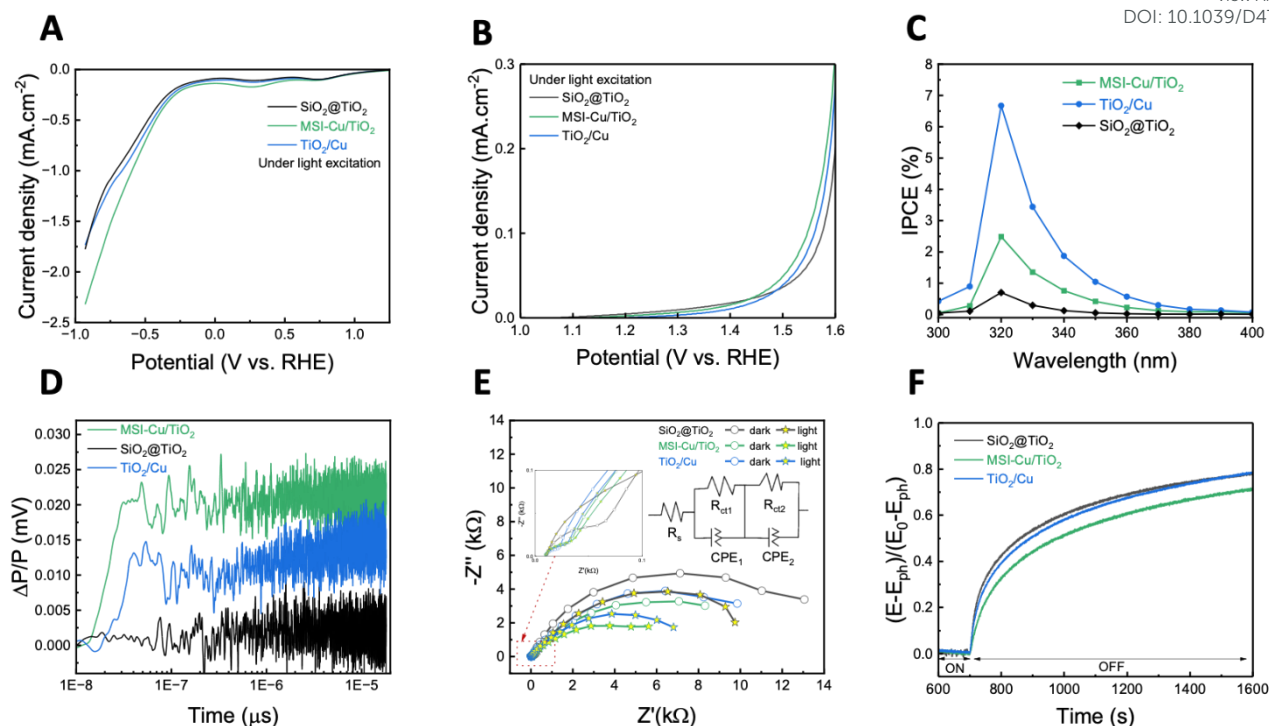 DOI: 10.1039/D4T
A
0.0
-0.5
-1.0
-1.5
-2.0
-2.5
-1.0
-0.5
0.0
0.5
1.0
Current density (mA.cm⁻²)
Potential (V vs. RHE)
SiO₂@TiO₂
MSI-Cu/TiO₂
TiO₂/Cu
Under light excitation
B
0.3
0.2
0.1
0.0
1.0
1.1
1.2
1.3
1.4
1.5
1.6
Current density (mA.cm⁻²)
Potential (V vs. RHE)
Under light excitation
SiO₂@TiO₂
MSI-Cu/TiO₂
TiO₂/Cu
C
8
7
6
5
4
3
2
1
0
300
320
340
360
380
400
IPCE (%)
Wavelength (nm)
MSI-Cu/TiO₂
TiO₂/Cu
SiO₂@TiO₂
D
0.030
0.025
0.020
0.015
0.010
0.005
0.000
1E-8
1E-7
1E-6
1E-5
ΔP/P (mV)
Time (µs)
MSI-Cu/TiO₂
SiO₂@TiO₂
TiO₂/Cu
E
12
10
8
6
4
2
0
0
2
4
6
8
10
12
14
-Z'' (kΩ)
Z'(kΩ)
SiO₂@TiO₂ dark light
MSI-Cu/TiO₂ dark light
TiO₂/Cu dark light
-Z'' (kΩ)
Z'(kΩ)
Rₛ
R_ct1
R_ct2
CPE₁
CPE₂
F
1.0
0.8
0.6
0.4
0.2
0.0
600
800
1000
1200
1400
1600
(E-E_ph)/(E₀-E_ph)
Time (s)
SiO₂@TiO₂
MSI-Cu/TiO₂
TiO₂/Cu
ON
OFF